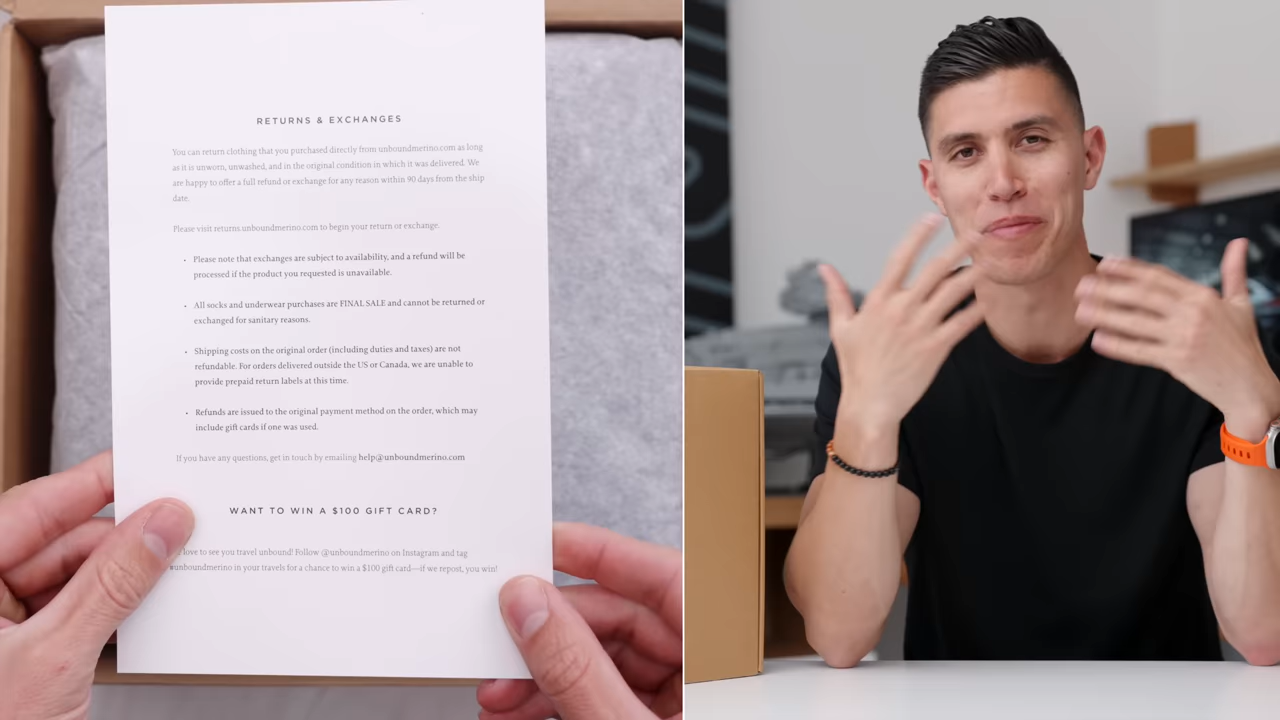 RETURNS & EXCHANGES
You can return clothing that you purchased directly from unboundmerino.com as long
as it is unworn, unwashed, and in the original condition in which it was delivered. We
are happy to offer a full refund or exchange for any reason within 90 days from the ship
date.
Please visit returns.unboundmerino.com to begin your return or exchange.
• Please note that exchanges are subject to availability, and a refund will be
processed if the product you requested is unavailable.
• All socks and underwear purchases are FINAL SALE and cannot be returned or
exchanged for sanitary reasons.
• Shipping costs on the original order (including duties and taxes) are not
refundable. For orders delivered outside the US or Canada, we are unable to
provide prepaid return labels at this time.
• Refunds are issued to the original payment method on the order, which may
include gift cards if one was used.
If you have any questions, get in touch by emailing help@unboundmerino.com
WANT TO WIN A $100 GIFT CARD?
love to see you travel unbound! Follow @unboundmerino on Instagram and tag
#unboundmerino in your travels for a chance to win a $100 gift card—if we repost, you win!